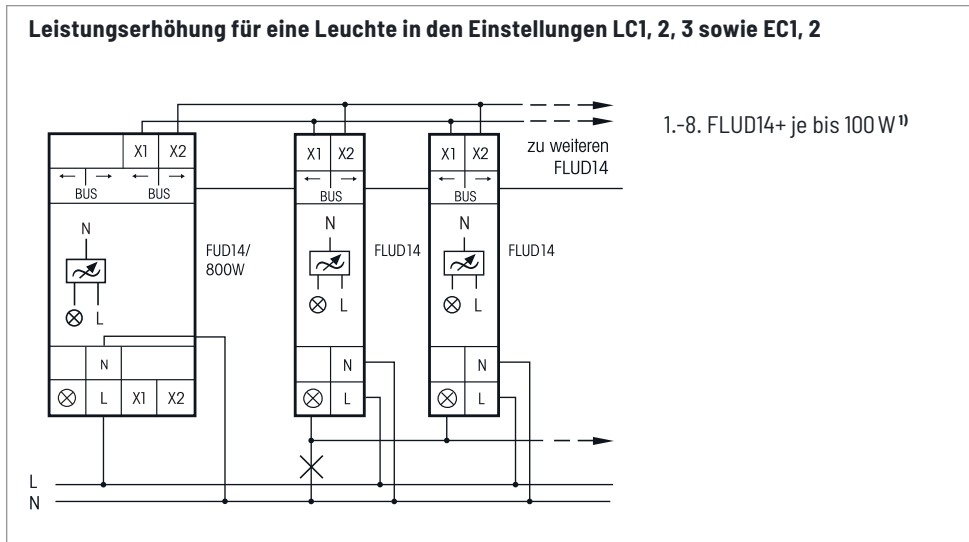 Leistungserhöhung für eine Leuchte in den Einstellungen LC1, 2, 3 sowie EC1, 2
1.-8. FLUD14+ je bis 100 W ¹⁾
X1 X2
X1 X2
X1 X2
zu weiteren
FLUD14
BUS BUS
BUS
BUS
N
N
N
FUD14/
800W
FLUD14
FLUD14
L
L
L
N
N
N
L X1 X2
L
L
L
N